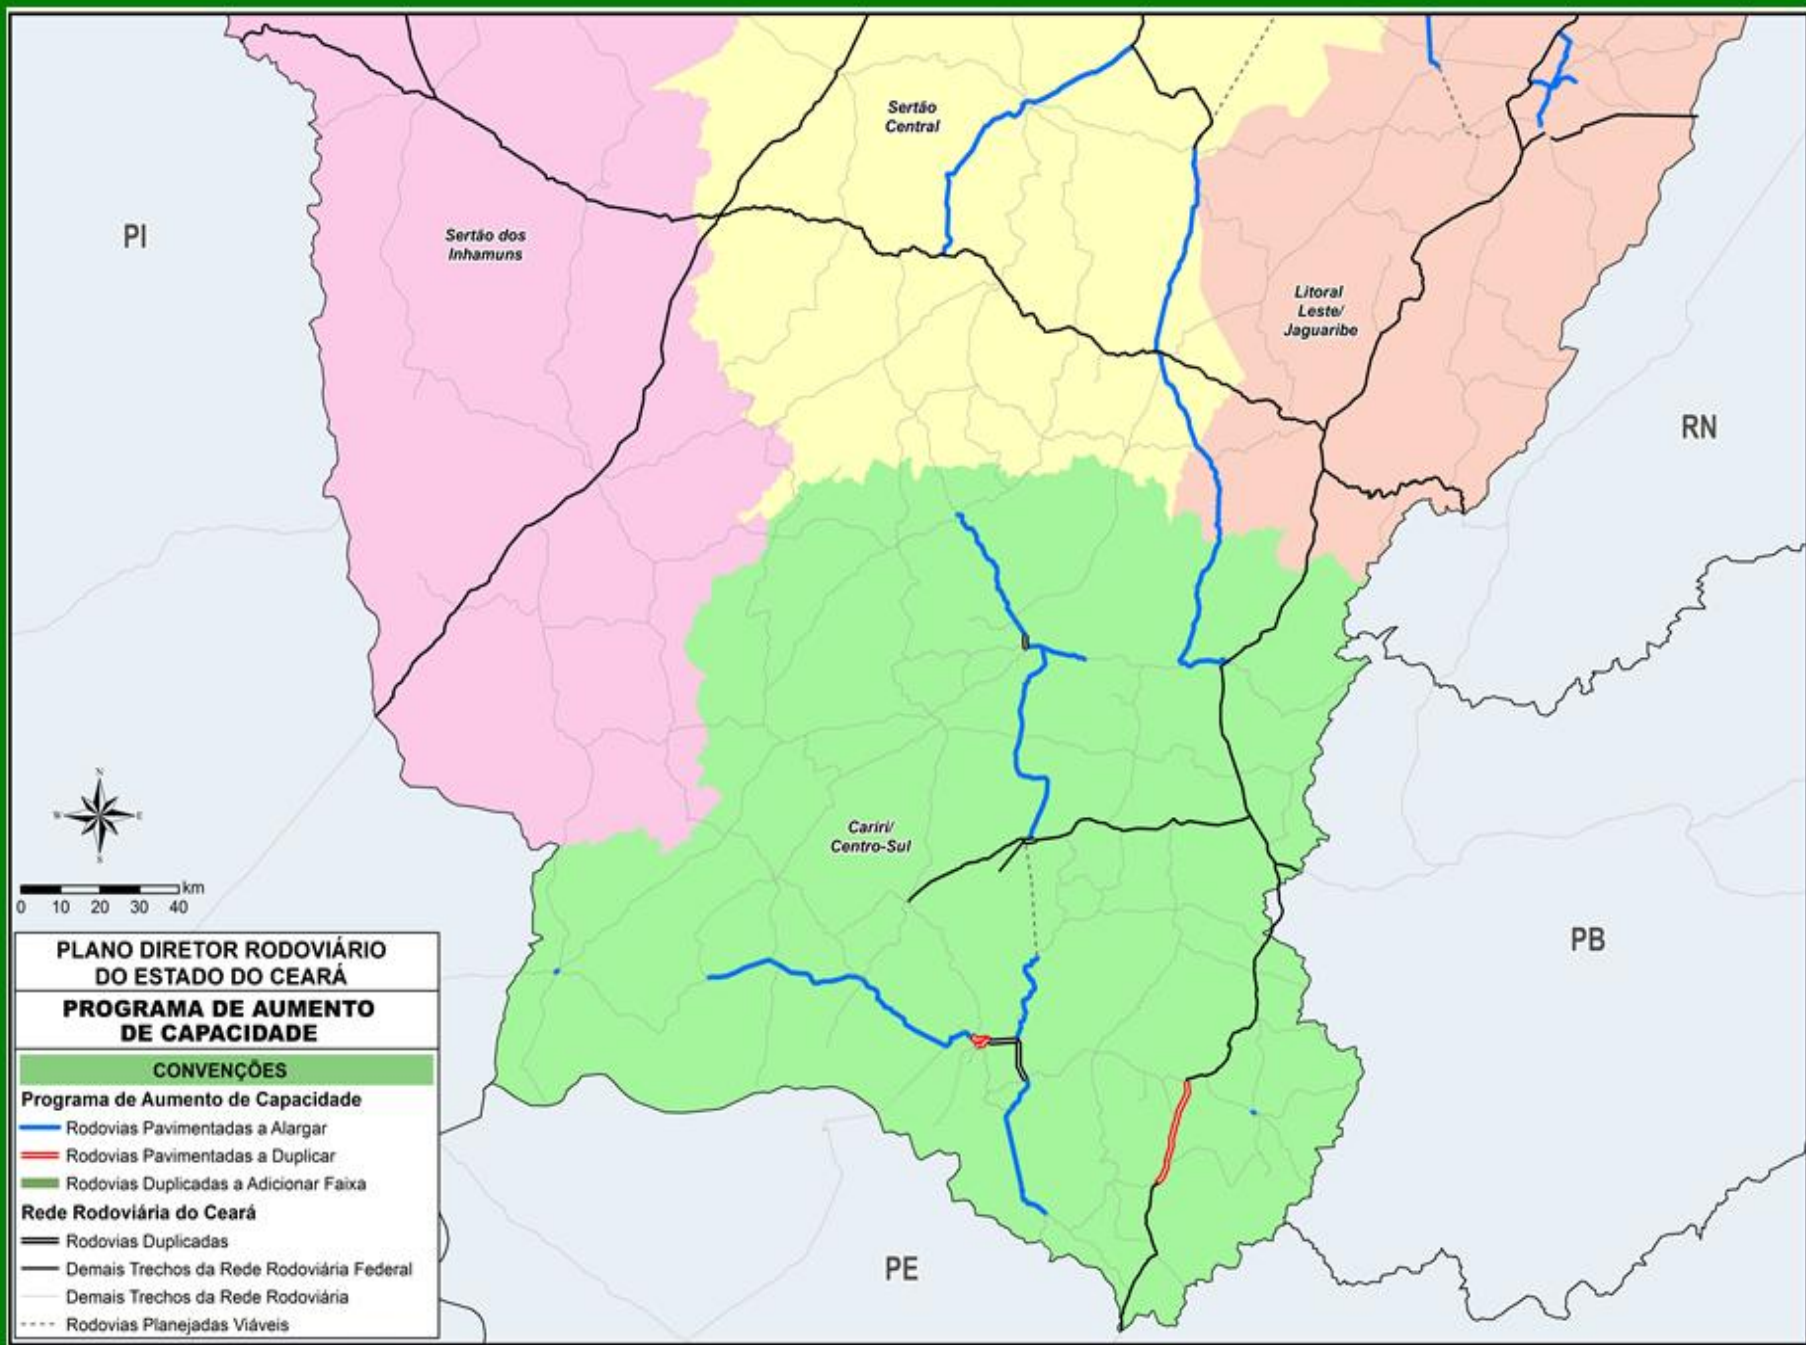 Sertão
Central
PI
Sertão dos
Inhamuns
Litoral
Leste/
Jaguaribe
RN
N
W
E
S
Cariri/
Centro-Sul
km
0 10 20 30 40
PB
PE
PLANO DIRETOR RODOVIÁRIO
DO ESTADO DO CEARÁ
PROGRAMA DE AUMENTO
DE CAPACIDADE
CONVENÇÕES
Programa de Aumento de Capacidade
Rodovias Pavimentadas a Alargar
Rodovias Pavimentadas a Duplicar
Rodovias Duplicadas a Adicionar Faixa
Rede Rodoviária do Ceará
Rodovias Duplicadas
Demais Trechos da Rede Rodoviária Federal
Demais Trechos da Rede Rodoviária
Rodovias Planejadas Viáveis